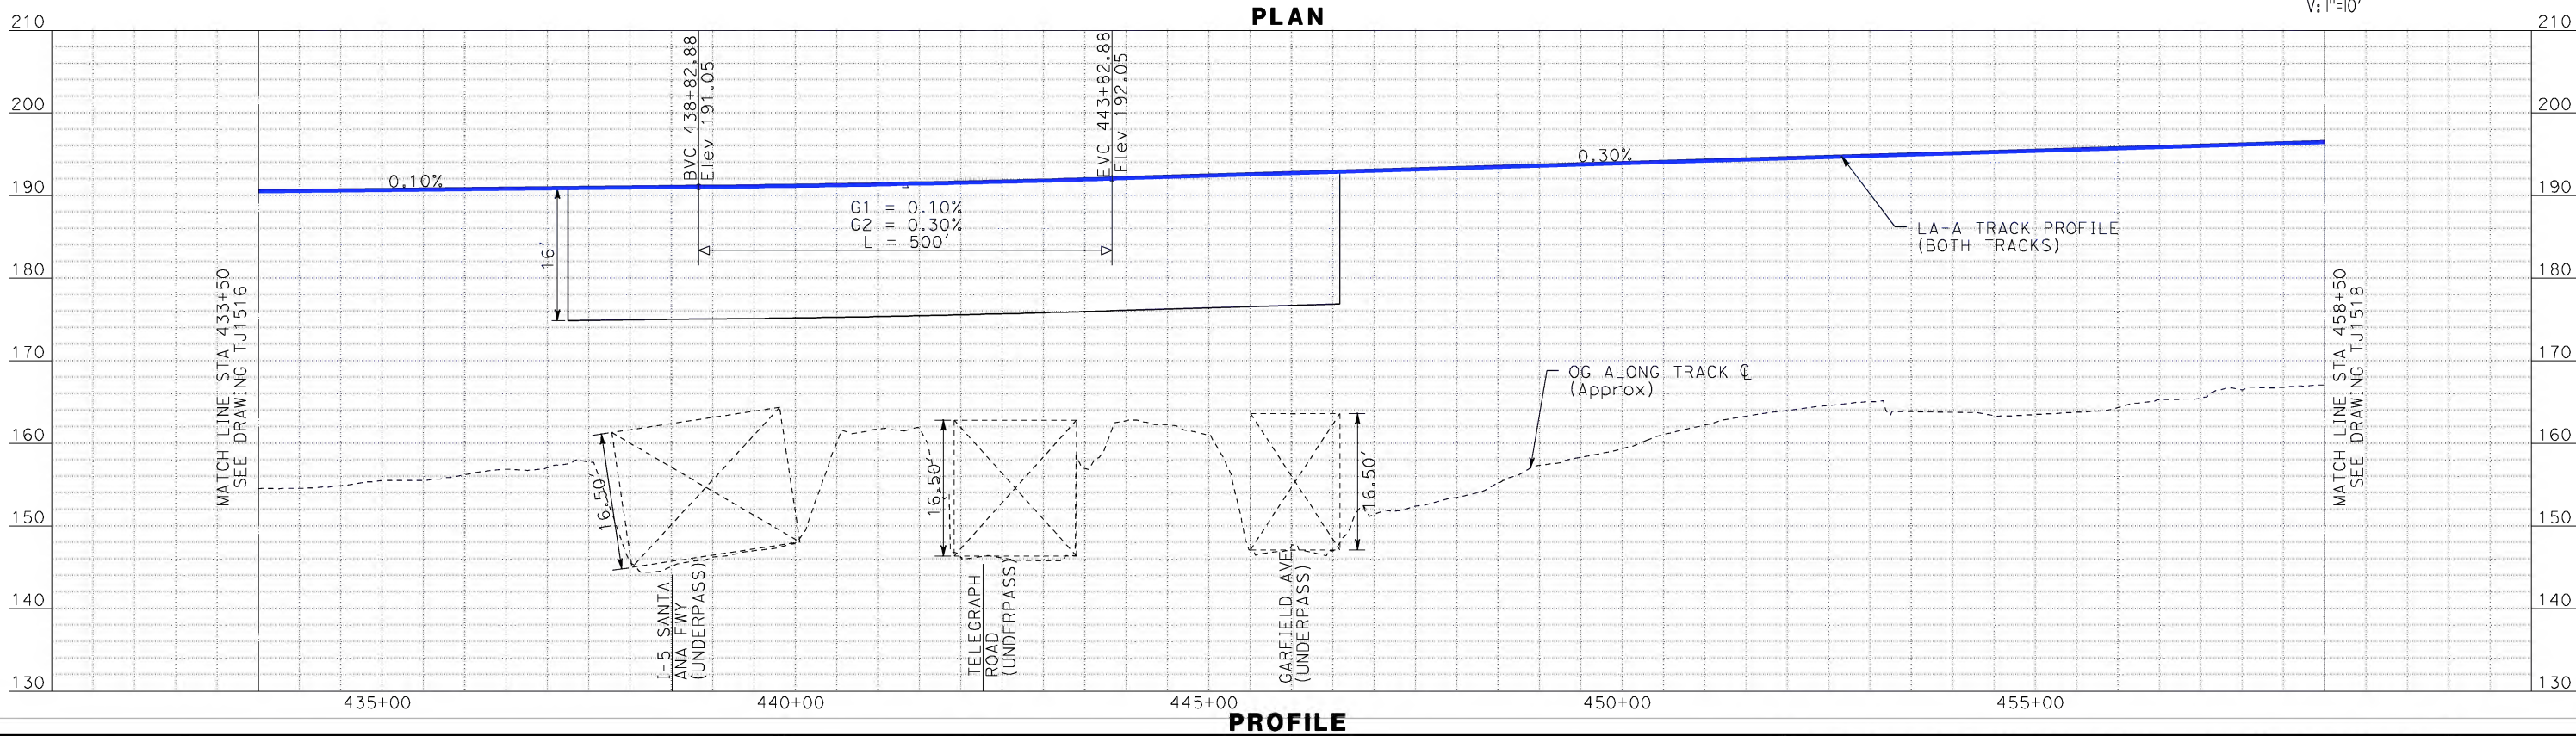 PLAN
V: 1"=10'
210
210
200
200
190
190
180
180
170
170
160
160
150
150
140
140
130
130
BVC 438+82.88
Elev 191.05
EVC 443+82.88
Elev 192.05
0.10%
0.30%
G1 = 0.10%
G2 = 0.30%
L = 500'
16'
LA-A TRACK PROFILE
(BOTH TRACKS)
MATCH LINE STA 433+50
SEE DRAWING TJ1516
MATCH LINE STA 458+50
SEE DRAWING TJ1518
OG ALONG TRACK ℄
(Approx)
16.50'
16.50'
16.50'
I-5 SANTA
ANA FWY
(UNDERPASS)
TELEGRAPH
ROAD
(UNDERPASS)
GARFIELD AVE
(UNDERPASS)
435+00
440+00
445+00
450+00
455+00
PROFILE